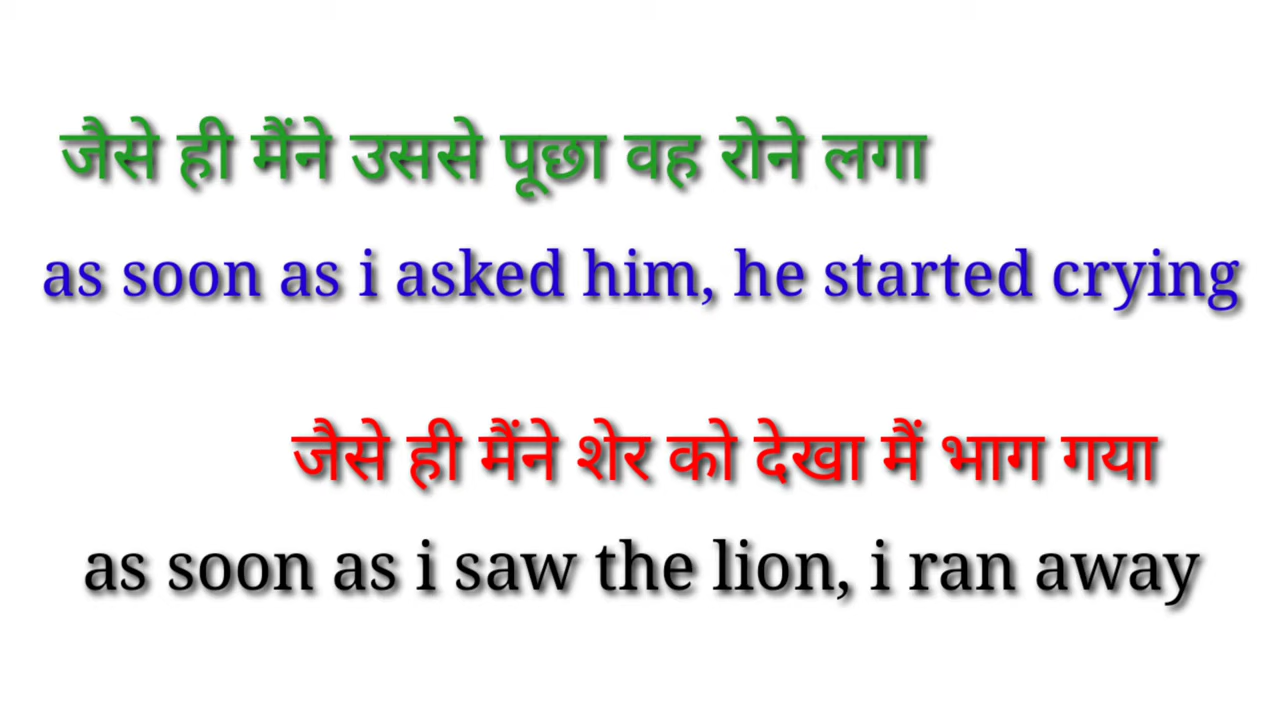 जैसे ही मैंने उससे पूछा वह रोने लगा
as soon as i asked him, he started crying
जैसे ही मैंने शेर को देखा मैं भाग गया
as soon as i saw the lion, i ran away